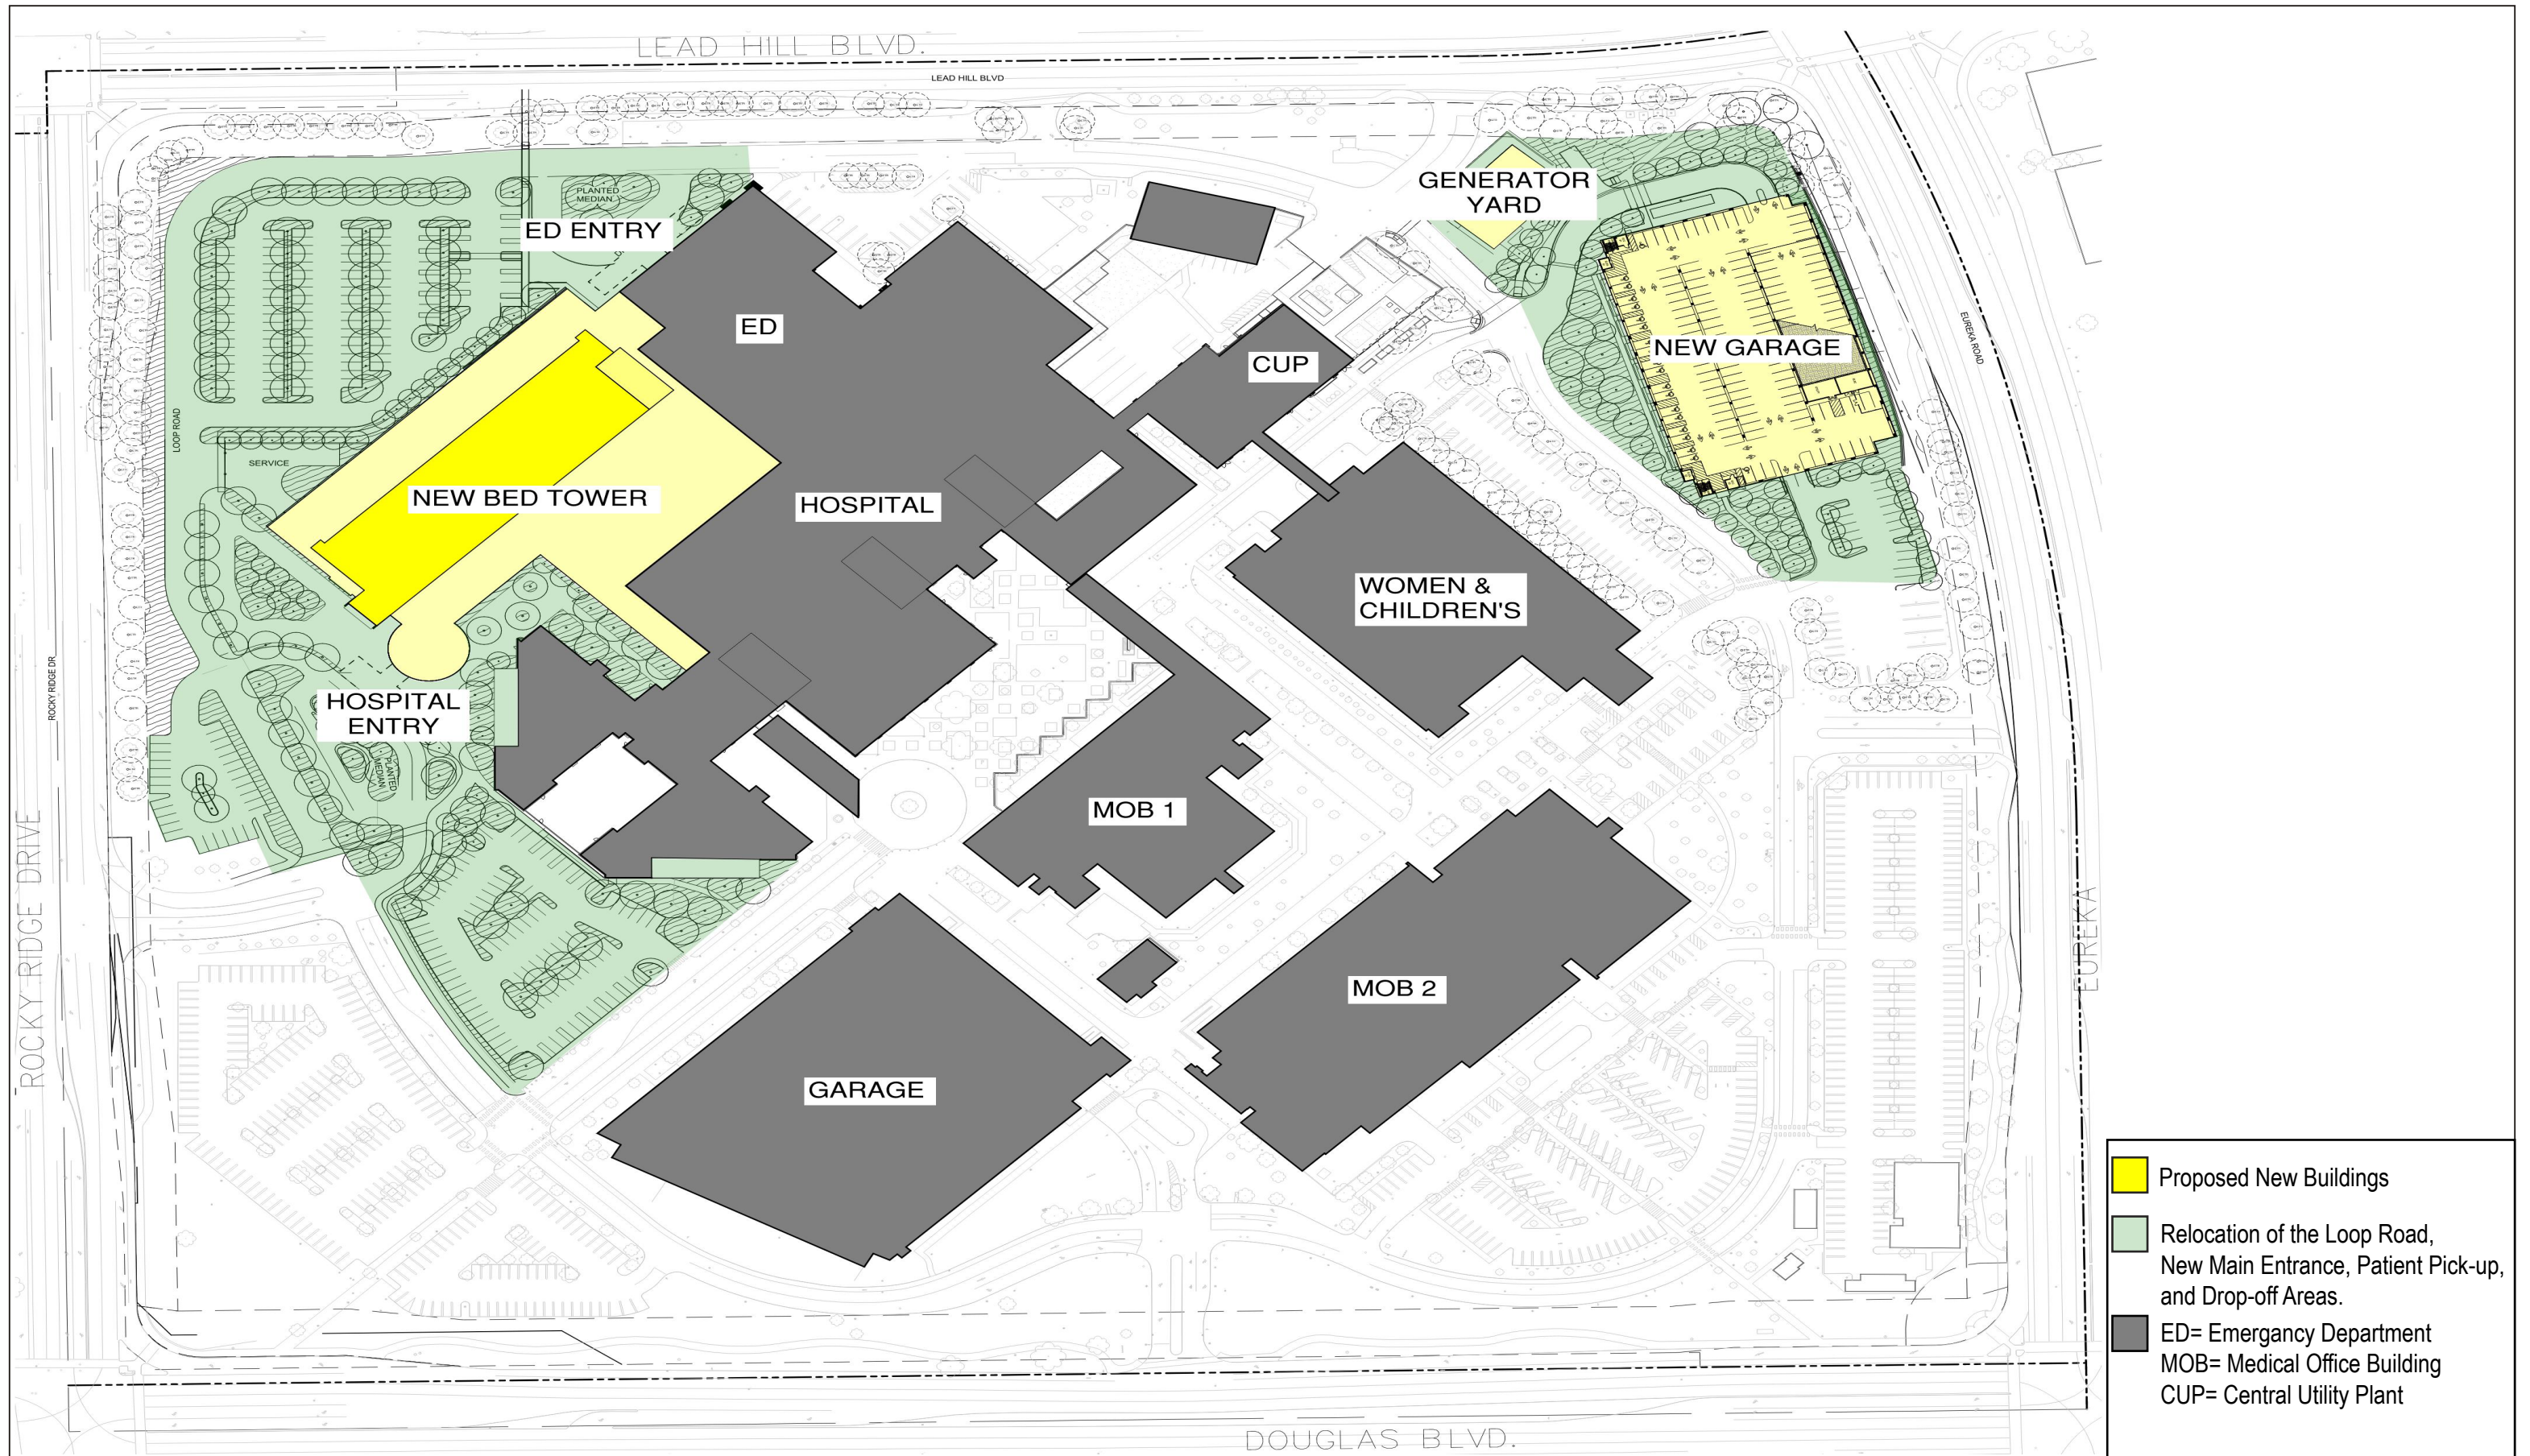 LEAD HILL BLVD.
LEAD HILL BLVD
PLANTED
MEDIAN
ED ENTRY
GENERATOR
YARD
ED
CUP
NEW GARAGE
EUREKA ROAD
LOOP ROAD
SERVICE
NEW BED TOWER
HOSPITAL
WOMEN &
CHILDREN'S
ROCKY RIDGE DR
HOSPITAL
ENTRY
PLANTED
MEDIAN
MOB 1
ROCKY RIDGE DRIVE
EUREKA
MOB 2
GARAGE
DOUGLAS BLVD.
Proposed New Buildings
Relocation of the Loop Road,
New Main Entrance, Patient Pick-up,
and Drop-off Areas.
ED= Emergancy Department
MOB= Medical Office Building
CUP= Central Utility Plant